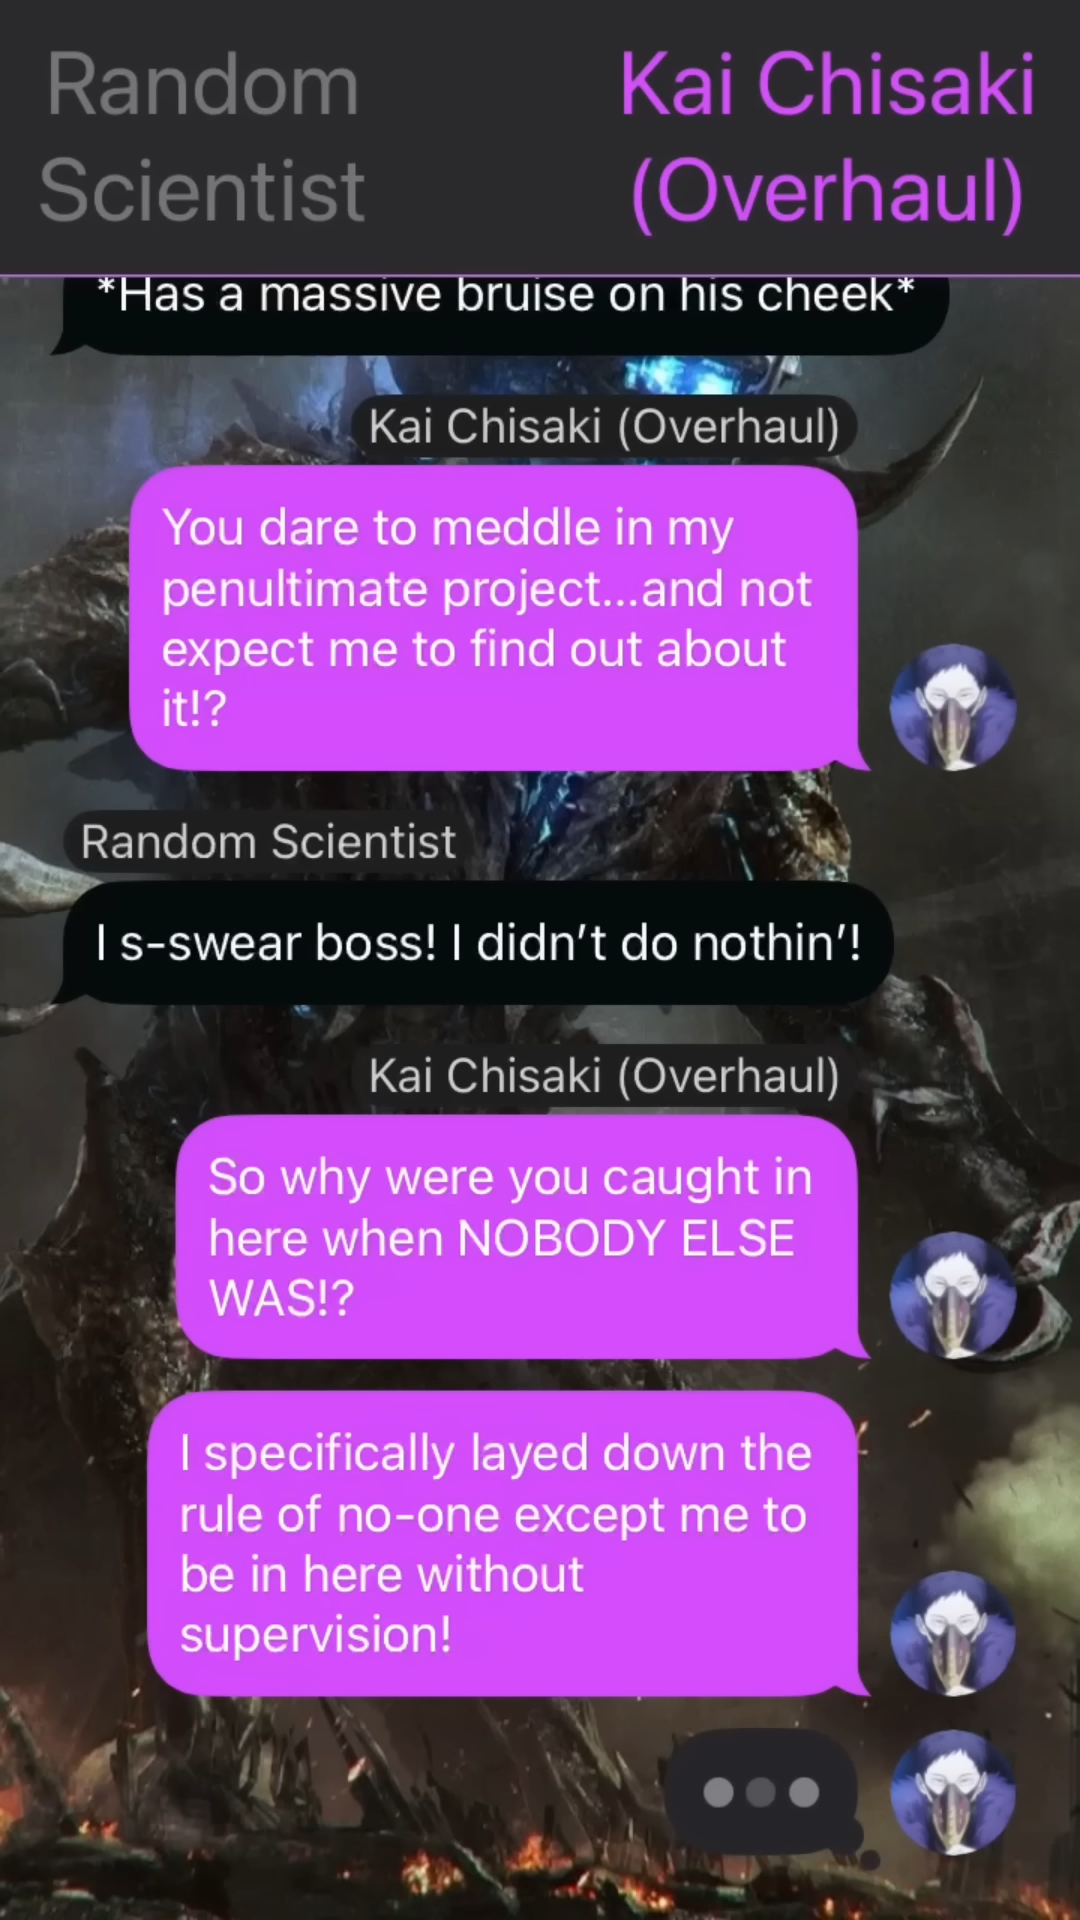 Random
Scientist
Kai Chisaki
(Overhaul)
*Has a massive bruise on his cheek*
Kai Chisaki (Overhaul)
You dare to meddle in my
penultimate project...and not
expect me to find out about
it!?
Random Scientist
I s-swear boss! I didn’t do nothin’!
Kai Chisaki (Overhaul)
So why were you caught in
here when NOBODY ELSE
WAS!?
I specifically layed down the
rule of no-one except me to
be in here without
supervision!